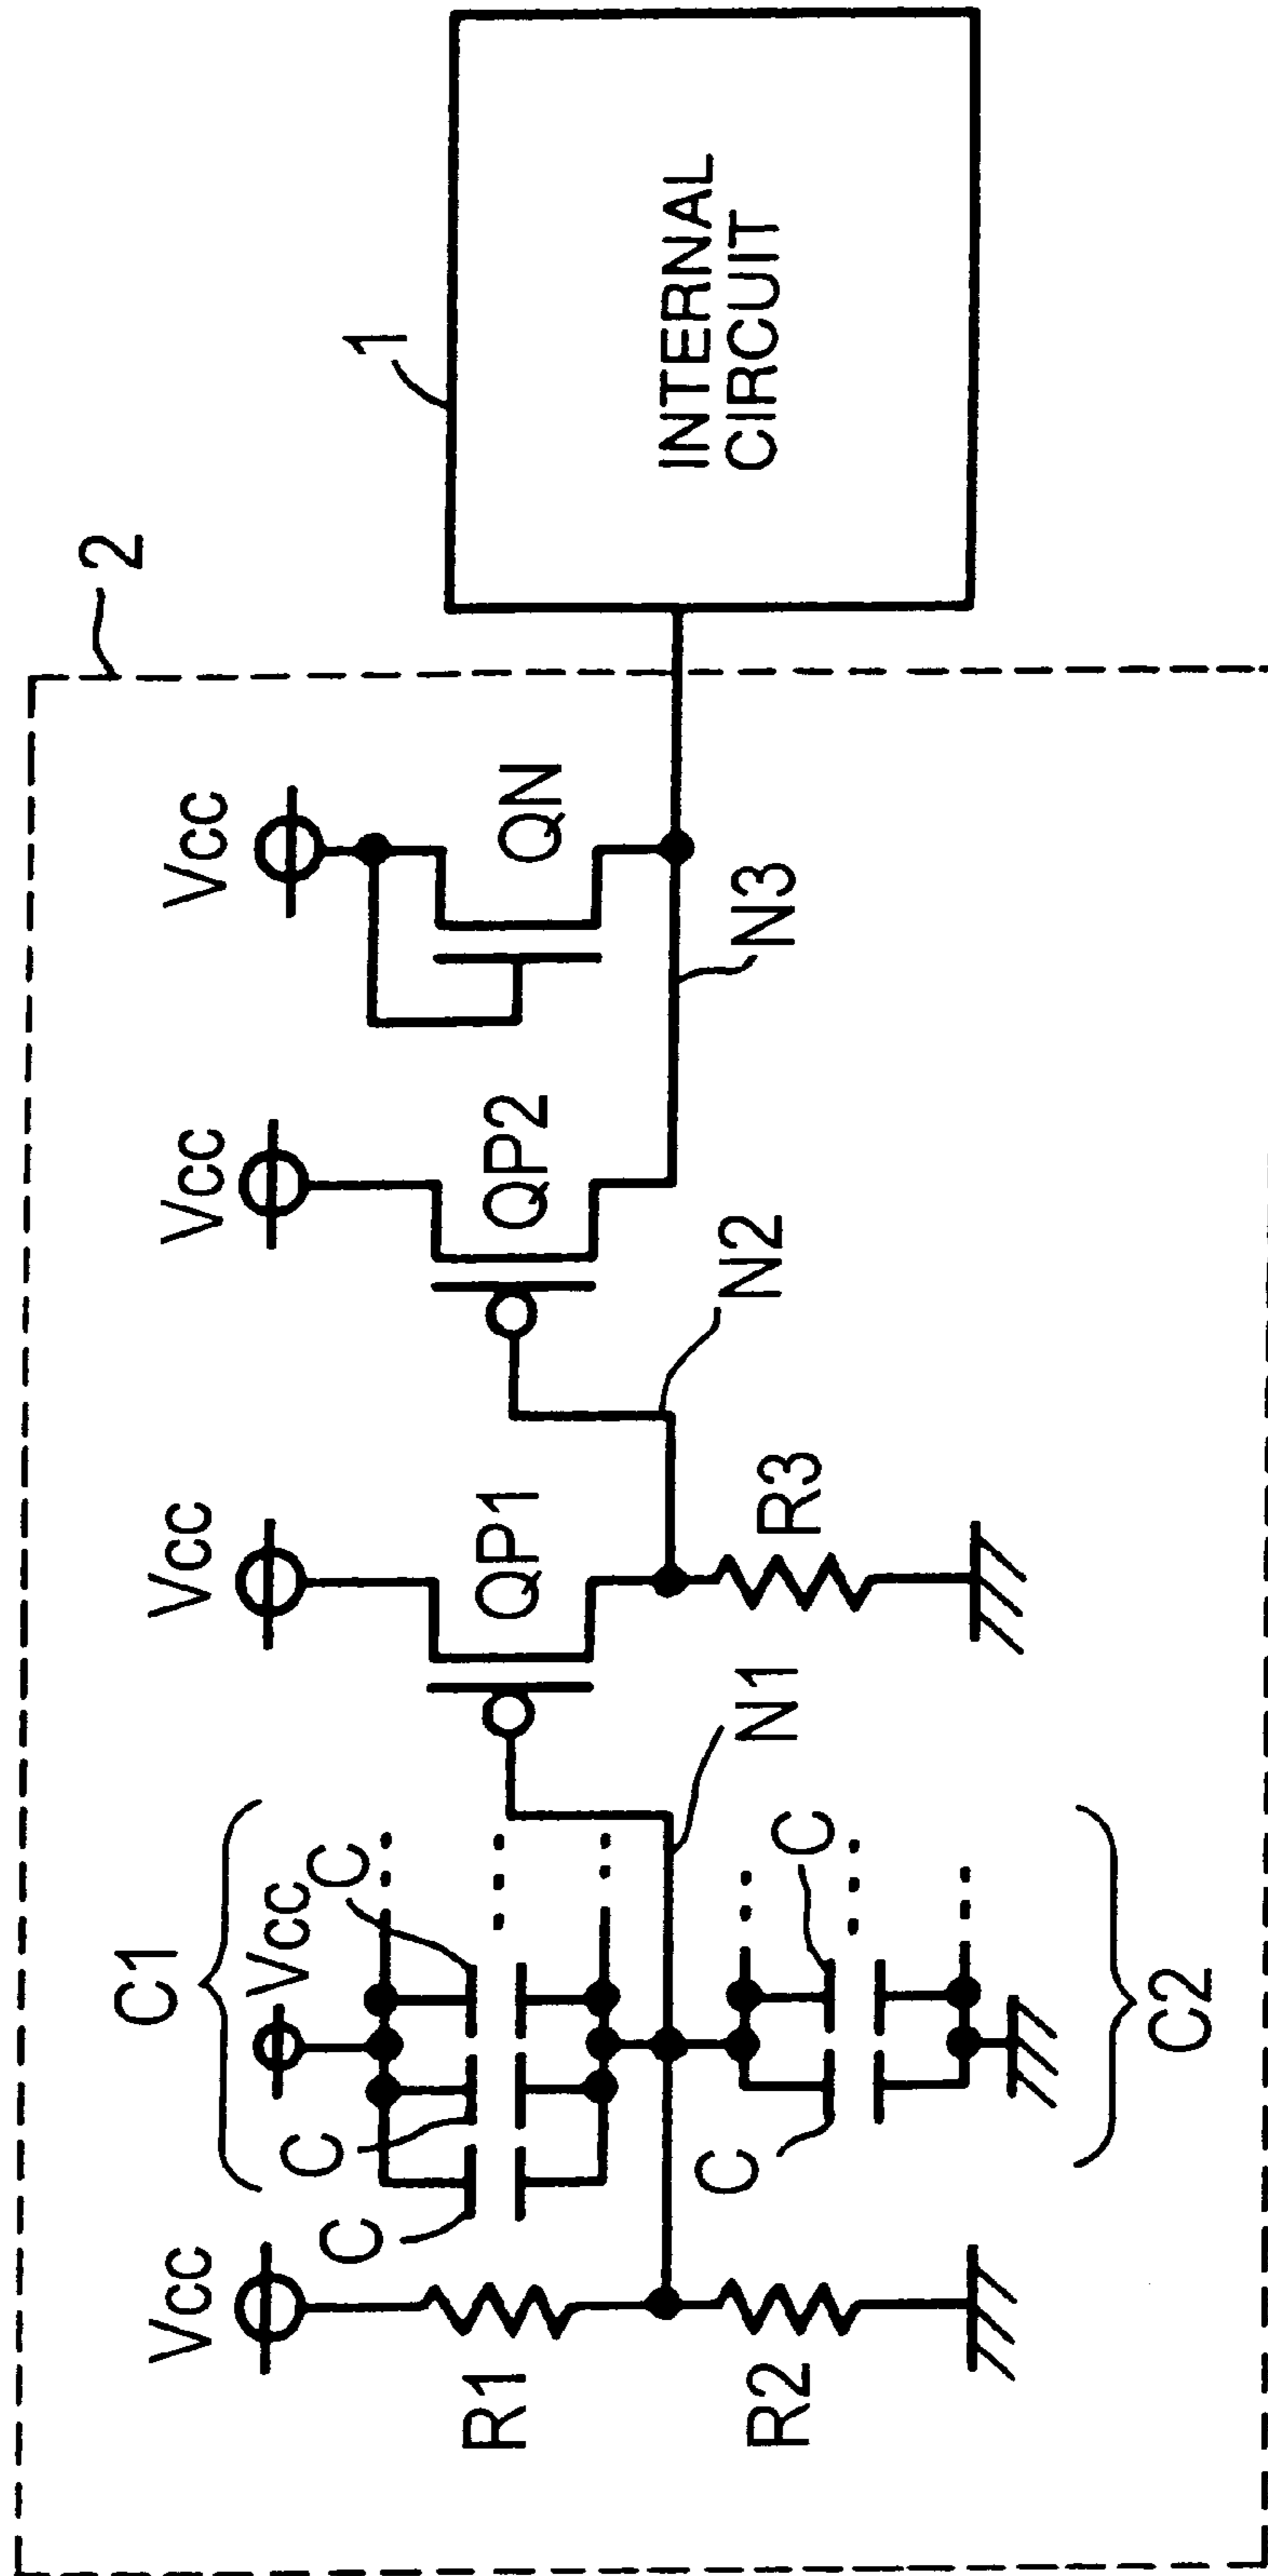 2
1
C1
Vcc
Vcc
Vcc
Vcc
Vcc
C
C
C
R1
QP1
QP2
QN
INTERNAL
CIRCUIT
N1
N2
N3
C
C
R2
R3
C2